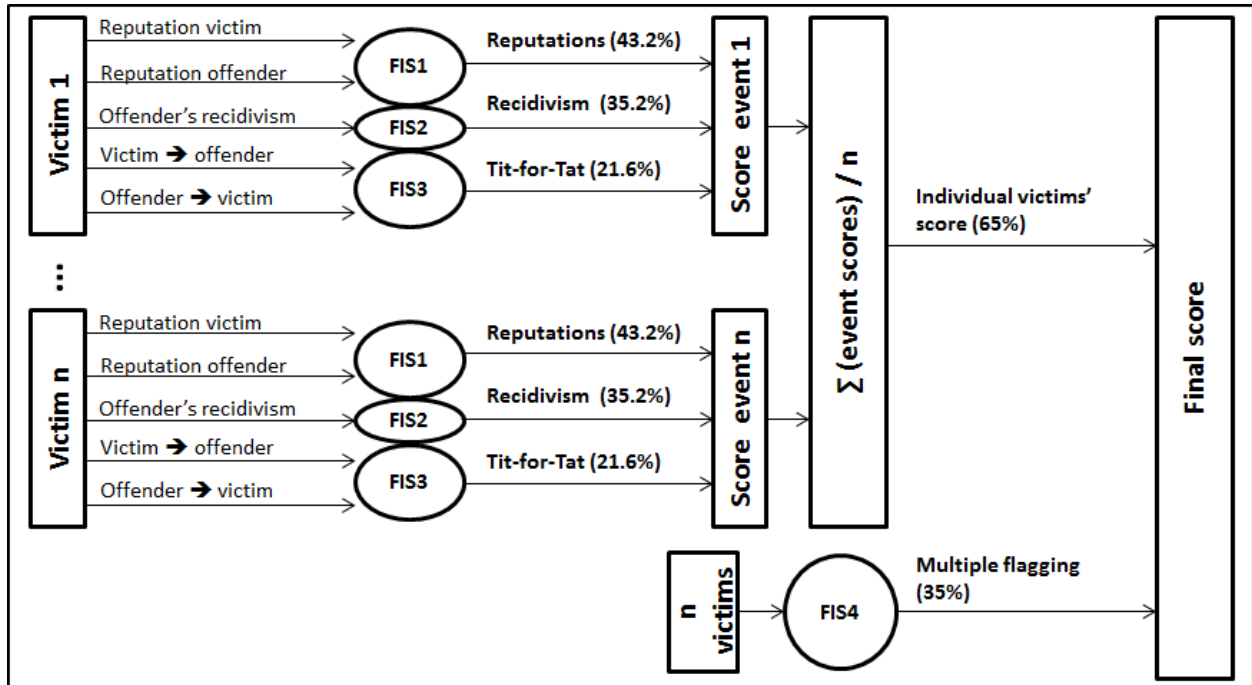 Victim 1
Reputation victim
Reputation offender
Offender's recidivism
Victim ➔ offender
Offender ➔ victim
FIS1
FIS2
FIS3
Reputations (43.2%)
Recidivism (35.2%)
Tit-for-Tat (21.6%)
Score event 1
...
Victim n
Reputation victim
Reputation offender
Offender's recidivism
Victim ➔ offender
Offender ➔ victim
FIS1
FIS2
FIS3
Reputations (43.2%)
Recidivism (35.2%)
Tit-for-Tat (21.6%)
Score event n
∑ (event scores) / n
Individual victims'
score (65%)
n
victims
FIS4
Multiple flagging
(35%)
Final score